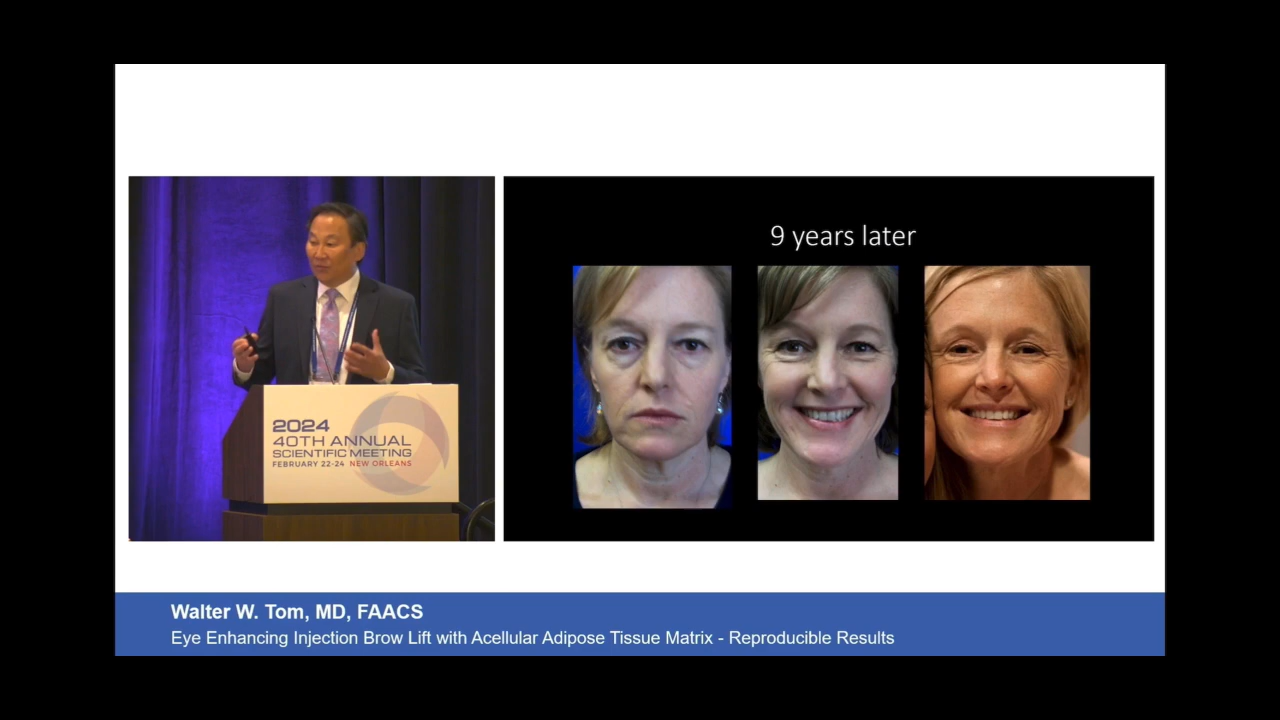 9 years later
2024
40TH ANNUAL
SCIENTIFIC MEETING
FEBRUARY 22-24 NEW ORLEANS
Walter W. Tom, MD, FAACS
Eye Enhancing Injection Brow Lift with Acellular Adipose Tissue Matrix - Reproducible Results